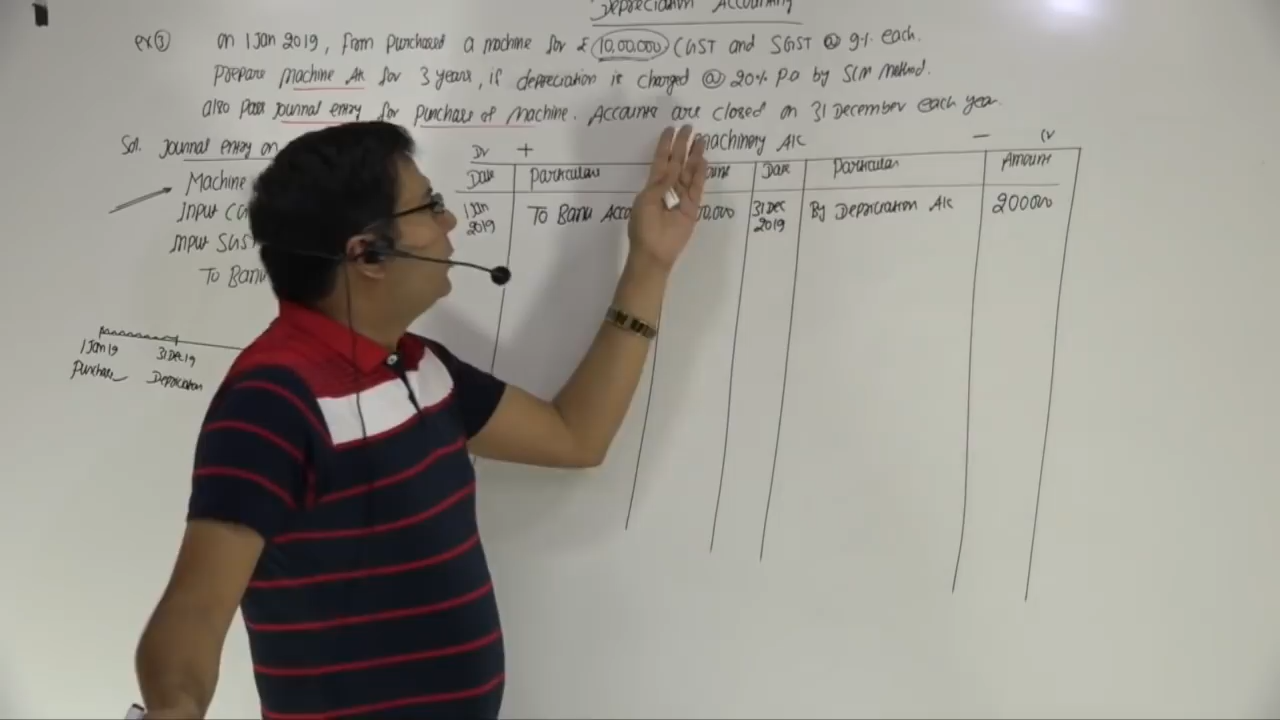 Depreciation Accounting
ex③ on 1 Jan 2019, from purchased a machine for ₹ 10,00,000 CGST and SGST @ 9% each.
Prepare Machine A/c for 3 years, if depreciation is charged @ 20% P.a by SLM method.
also Pass Journal entry for Purchase of Machine. Accounts are closed on 31 December each year.
Sol. Journal entry on
Machine
Input
Input SGST
To Bank
1 Jan 19 31 Dec 19
Purchase Depreciation
Dr + machinery A/c − Cr
Date Particulars Date Particulars Amount
1 Jan 2019 To Bank 31 Dec 2019 By Depreciation A/c 200000